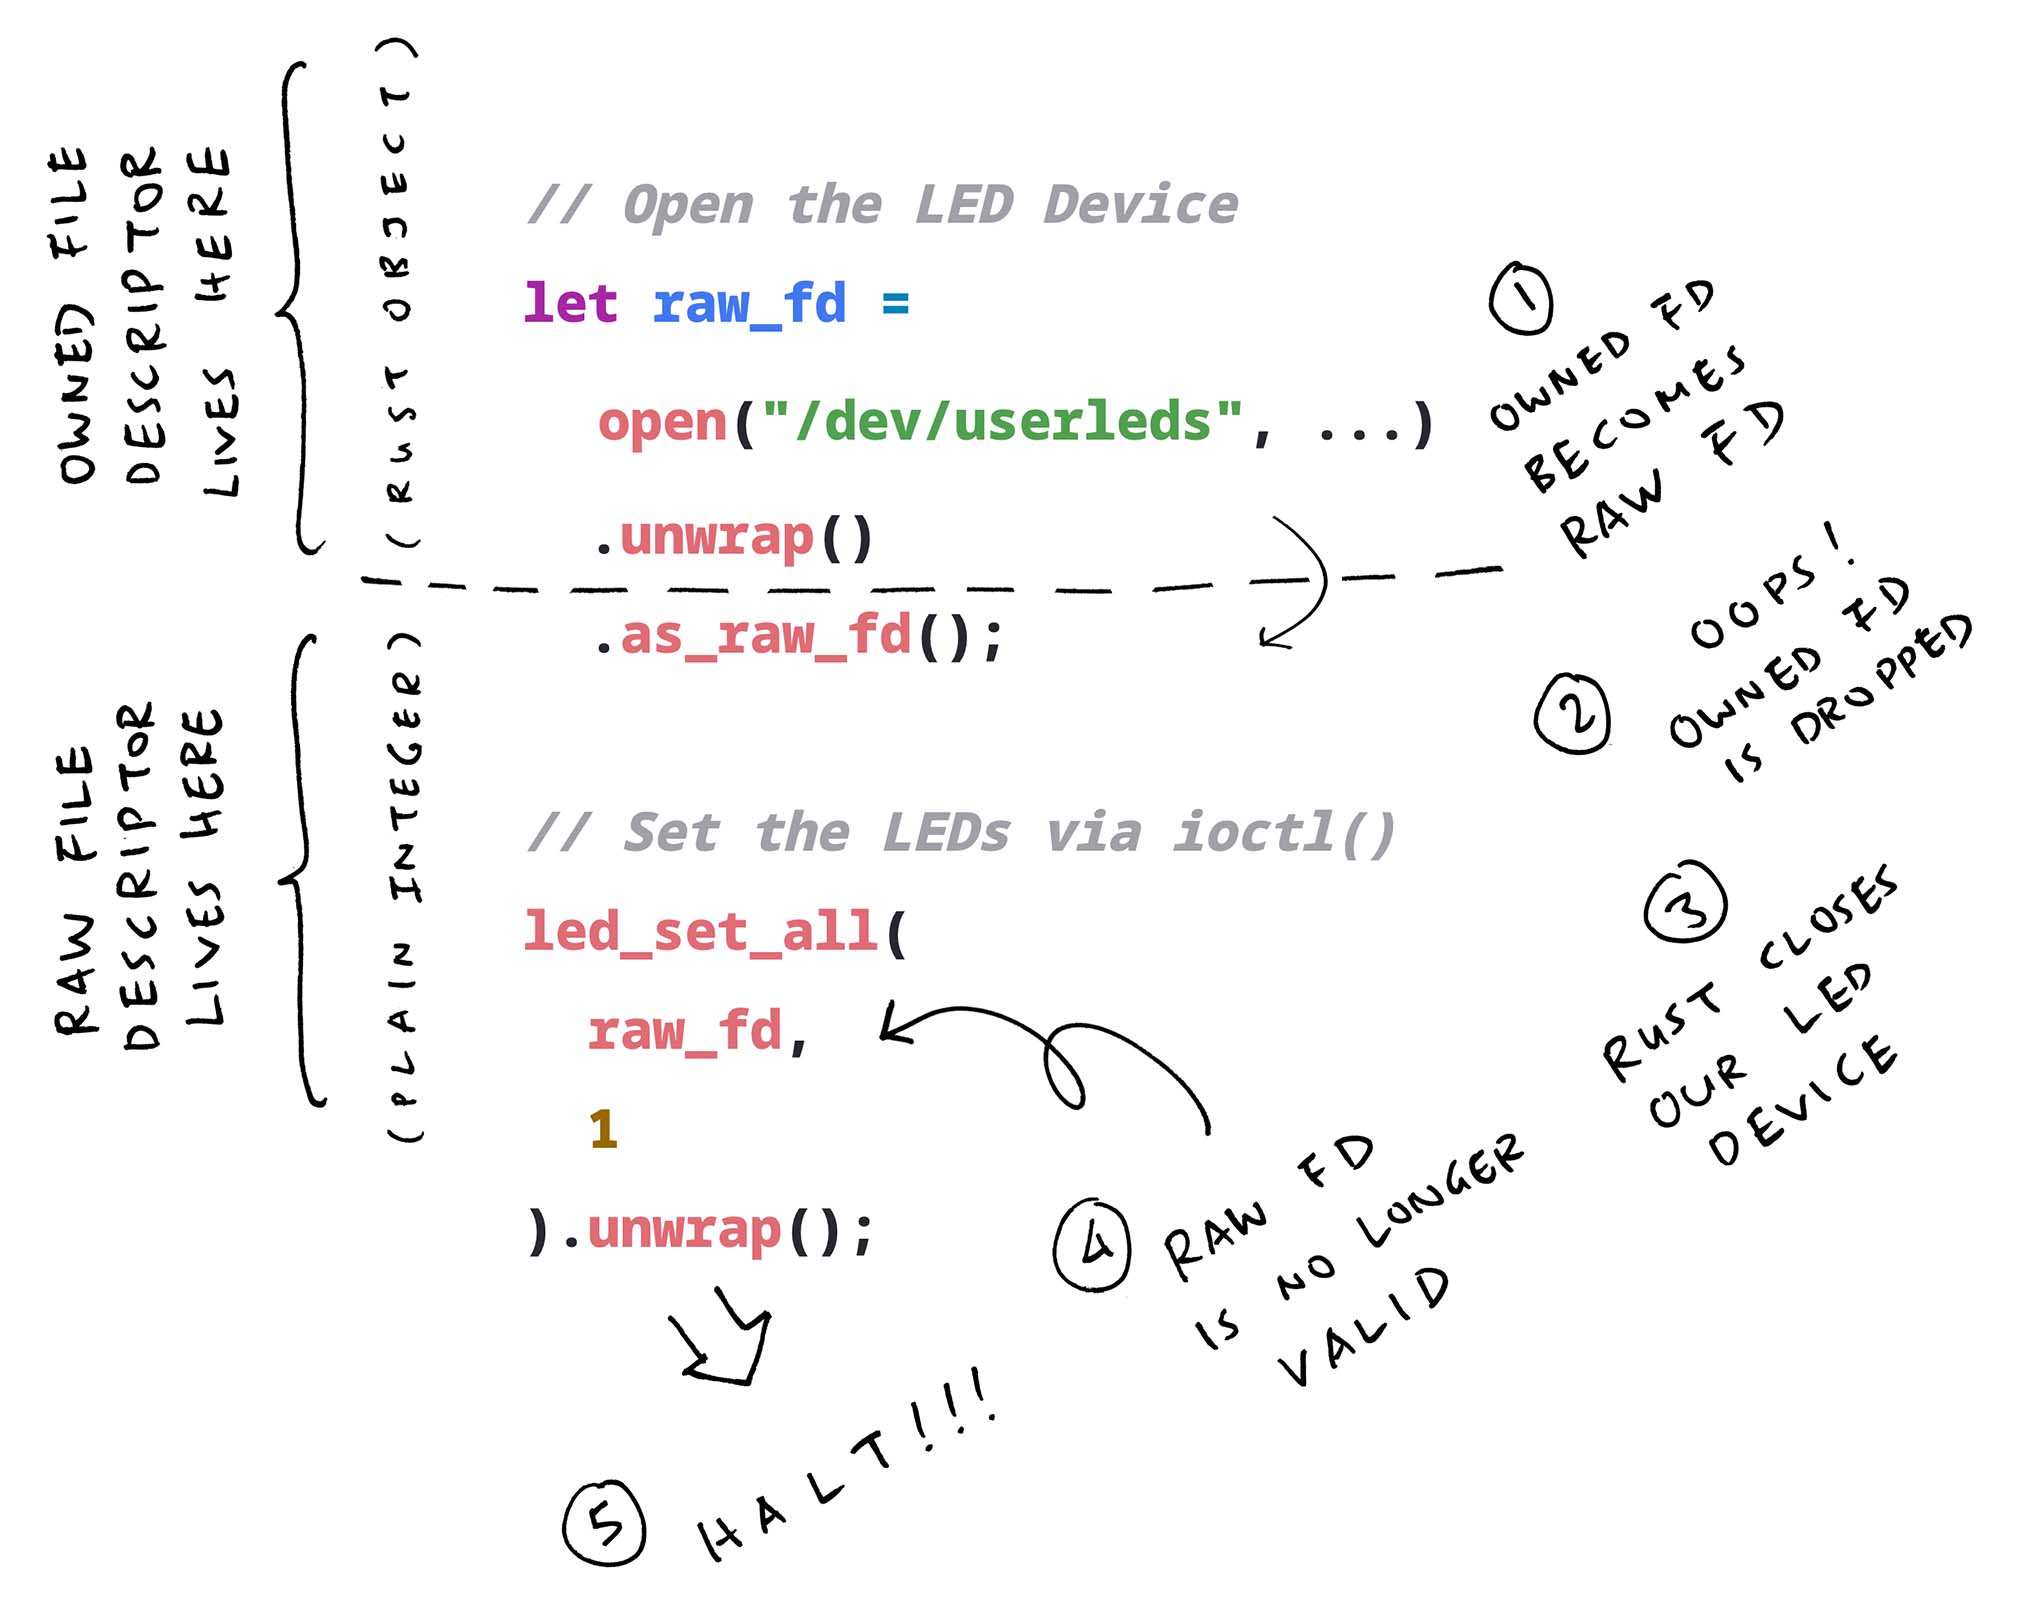 OWNED FILE
DESCRIPTOR
LIVES HERE
(RUST OBJECT)
// Open the LED Device
let raw_fd =
open("/dev/userleds", ...)
.unwrap()
.as_raw_fd();
1
OWNED FD
BECOMES
RAW FD
2
OOPS!
OWNED FD
IS DROPPED
RAW FILE
DESCRIPTOR
LIVES HERE
(PLAIN INTEGER)
// Set the LEDs via ioctl()
led_set_all(
raw_fd,
1
).unwrap();
3
RUST CLOSES
OUR LED
DEVICE
4
RAW FD
IS NO LONGER
VALID
5
HALT!!!